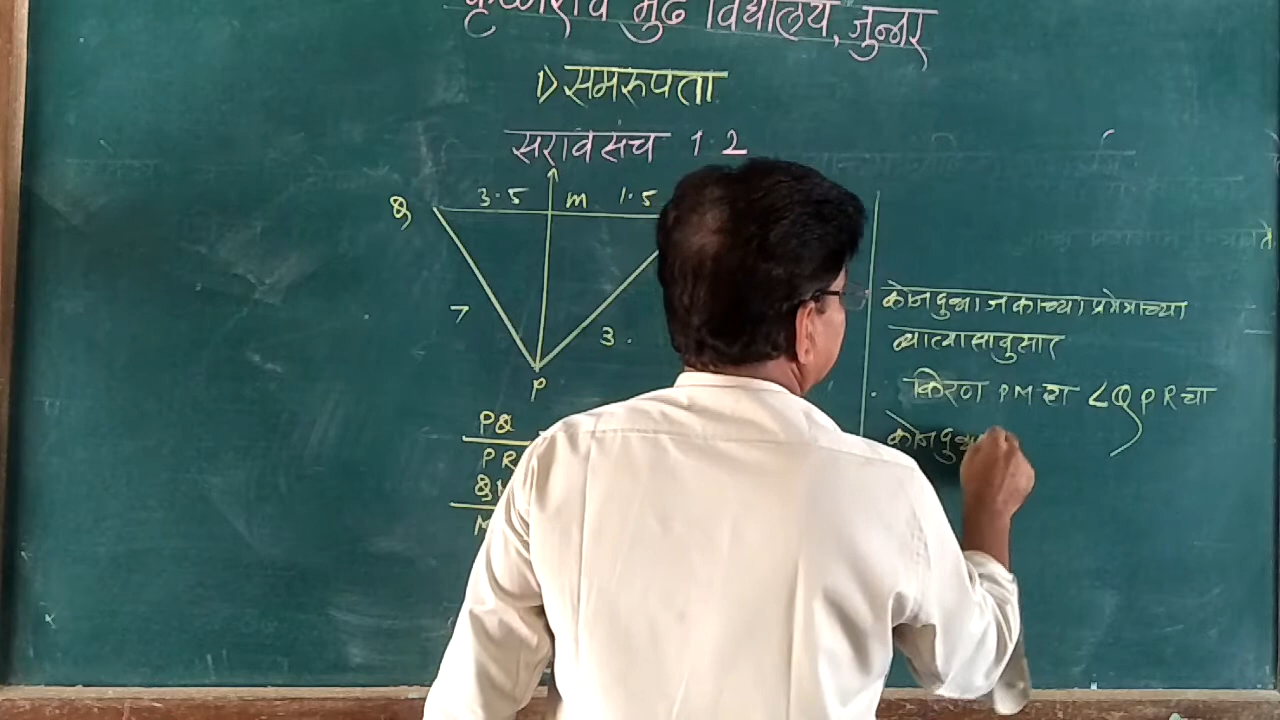 कृष्णराव मुंढे विद्यालय, जुन्नर
1) समरुपता
सरावसंच 1.2
Q 3.5 M 1.5
7 3.
P
PQ
PR
Q
M
कोनदुभाजकाच्या प्रमेयाच्या
व्यात्यासानुसार
किरण PM हा ∠QPR चा
कोनदुभा